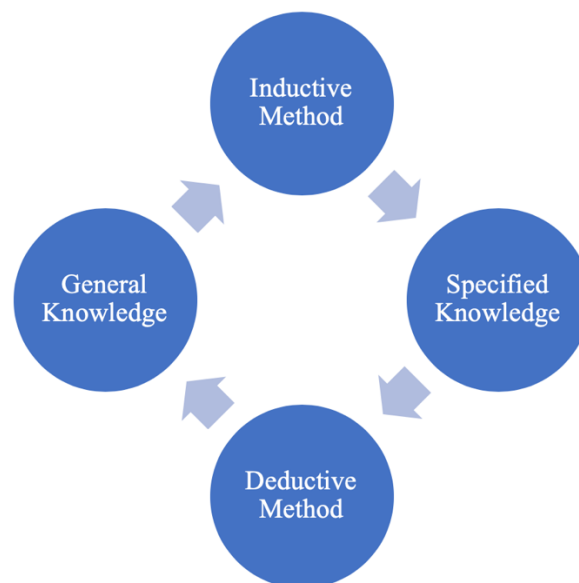 Inductive
Method
General
Knowledge
Specified
Knowledge
Deductive
Method